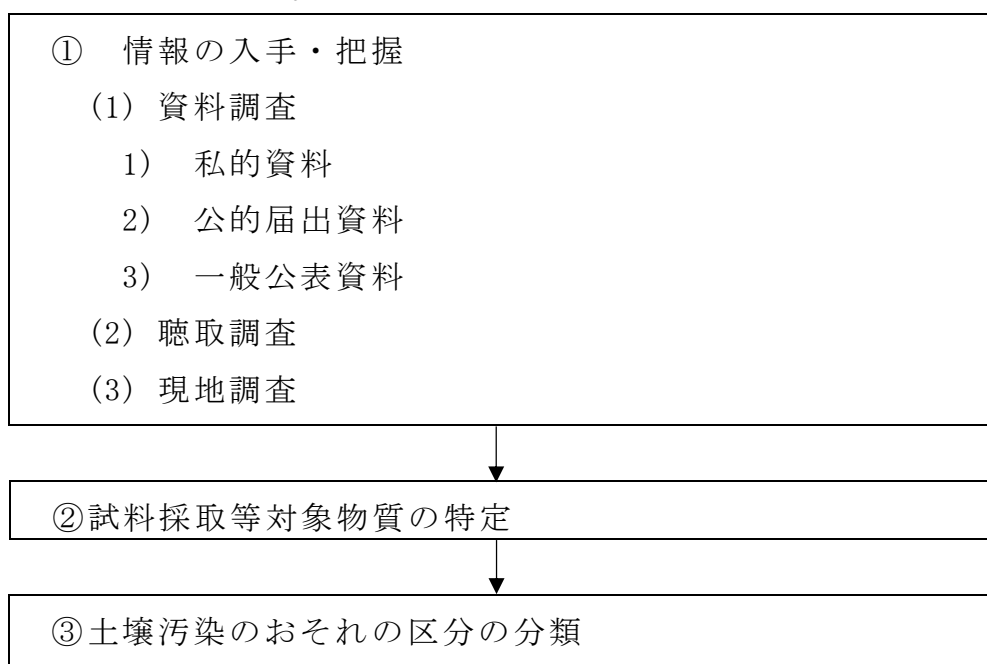 ① 情報の入手・把握
(1) 資料調査
1) 私的資料
2) 公的届出資料
3) 一般公表資料
(2) 聴取調査
(3) 現地調査
②試料採取等対象物質の特定
③土壌汚染のおそれの区分の分類